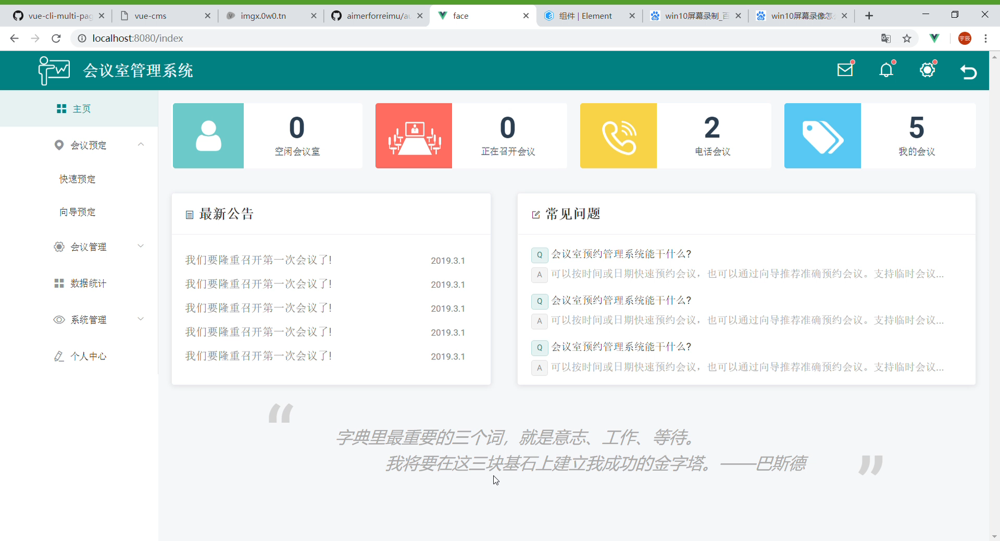 vue-cli-multi-pag
vue-cms
imgx.0w0.tn
aimerforreimu/au
face
组件 | Element
win10屏幕录制_百
win10屏幕录像怎
localhost:8080/index
宇辰
会议室管理系统
主页
会议预定
快速预定
向导预定
会议管理
数据统计
系统管理
个人中心
0
空闲会议室
0
正在召开会议
2
电话会议
5
我的会议
最新公告
我们要隆重召开第一次会议了! 2019.3.1
我们要隆重召开第一次会议了! 2019.3.1
我们要隆重召开第一次会议了! 2019.3.1
我们要隆重召开第一次会议了! 2019.3.1
我们要隆重召开第一次会议了! 2019.3.1
常见问题
Q 会议室预约管理系统能干什么?
A 可以按时间或日期快速预约会议，也可以通过向导推荐准确预约会议。支持临时会议...
Q 会议室预约管理系统能干什么?
A 可以按时间或日期快速预约会议，也可以通过向导推荐准确预约会议。支持临时会议...
Q 会议室预约管理系统能干什么?
A 可以按时间或日期快速预约会议，也可以通过向导推荐准确预约会议。支持临时会议...
“
字典里最重要的三个词，就是意志、工作、等待。
我将要在这三块基石上建立我成功的金字塔。——巴斯德
”